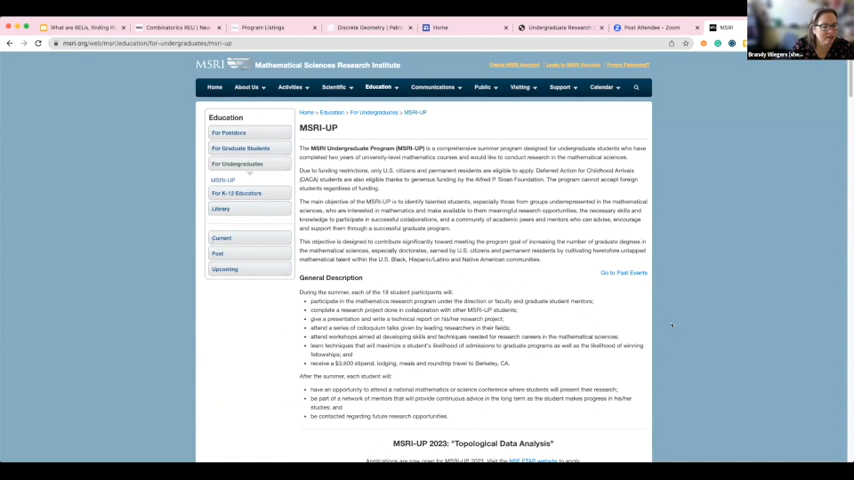 What are REUs, finding RE
Combinatorics REU | New
Program Listings
Discrete Geometry | Pabl
Home
Undergraduate Research
Post Attendee - Zoom
MSRI
msri.org/web/msri/education/for-undergraduates/msri-up
Brandy Wiegers (she
MSRI
Mathematical Sciences Research Institute
Create MSRI Account
Login to MSRI Account
Forgot Password?
Home
About Us
Activities
Scientific
Education
Communications
Public
Visiting
Support
Calendar
Education
For Postdocs
For Graduate Students
For Undergraduates
MSRI-UP
For K-12 Educators
Library
Current
Past
Upcoming
Home > Education > For Undergraduates > MSRI-UP
MSRI-UP
The MSRI Undergraduate Program (MSRI-UP) is a comprehensive summer program designed for undergraduate students who have
completed two years of university-level mathematics courses and would like to conduct research in the mathematical sciences.
Due to funding restrictions, only U.S. citizens and permanent residents are eligible to apply. Deferred Action for Childhood Arrivals
(DACA) students are also eligible thanks to generous funding by the Alfred P. Sloan Foundation. The program cannot accept foreign
students regardless of funding.
The main objective of the MSRI-UP is to identify talented students, especially those from groups underrepresented in the mathematical
sciences, who are interested in mathematics and make available to them meaningful research opportunities, the necessary skills and
knowledge to participate in successful collaborations, and a community of academic peers and mentors who can advise, encourage
and support them through a successful graduate program.
This objective is designed to contribute significantly toward meeting the program goal of increasing the number of graduate degrees in
the mathematical sciences, especially doctorates, earned by U.S. citizens and permanent residents by cultivating heretofore untapped
mathematical talent within the U.S. Black, Hispanic/Latino and Native American communities.
Go to Past Events
General Description
During the summer, each of the 18 student participants will:
• participate in the mathematics research program under the direction or faculty and graduate student mentors;
• complete a research project done in collaboration with other MSRI-UP students;
• give a presentation and write a technical report on his/her research project;
• attend a series of colloquium talks given by leading researchers in their fields;
• attend workshops aimed at developing skills and techniques needed for research careers in the mathematical sciences;
• learn techniques that will maximize a student's likelihood of admissions to graduate programs as well as the likelihood of winning
fellowships; and
• receive a $3,600 stipend, lodging, meals and roundtrip travel to Berkeley, CA.
After the summer, each student will:
• have an opportunity to attend a national mathematics or science conference where students will present their research;
• be part of a network of mentors that will provide continuous advice in the long term as the student makes progress in his/her
studies; and
• be contacted regarding future research opportunities.
MSRI-UP 2023: "Topological Data Analysis"
Applications are now open for MSRI-UP 2023. Visit the NSF ETAP website to apply.